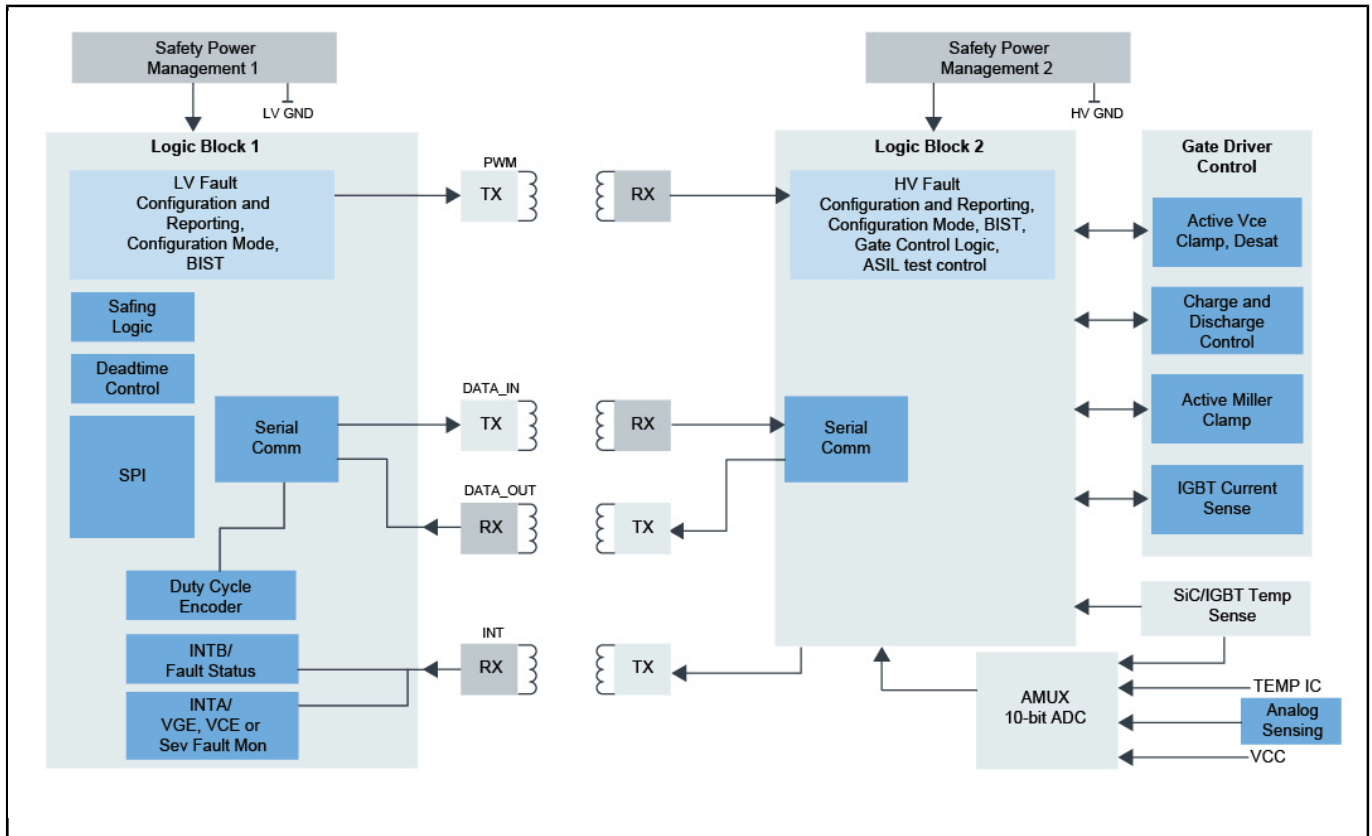 Safety Power
Management 1
LV GND
Safety Power
Management 2
HV GND
Logic Block 1
LV Fault
Configuration and
Reporting,
Configuration Mode,
BIST
Safing
Logic
Deadtime
Control
SPI
Serial
Comm
Duty Cycle
Encoder
INTB/
Fault Status
INTA/
VGE, VCE or
Sev Fault Mon
PWM
TX
RX
DATA_IN
TX
RX
DATA_OUT
RX
TX
INT
RX
TX
Logic Block 2
HV Fault
Configuration and Reporting,
Configuration Mode, BIST,
Gate Control Logic,
ASIL test control
Serial
Comm
Gate Driver
Control
Active Vce
Clamp, Desat
Charge and
Discharge
Control
Active Miller
Clamp
IGBT Current
Sense
SiC/IGBT Temp
Sense
AMUX
10-bit ADC
TEMP IC
Analog
Sensing
VCC